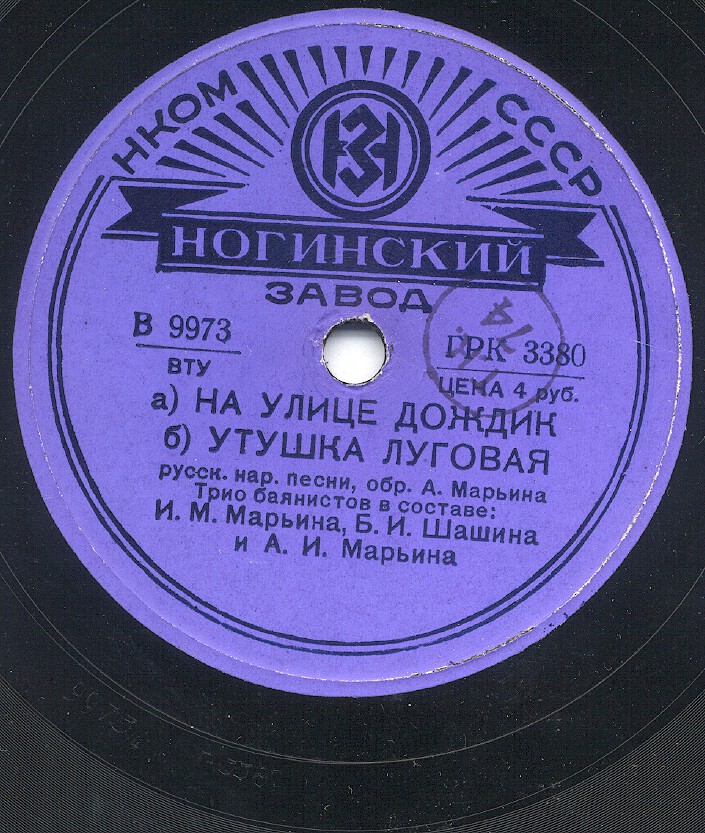 НКОМ СССР
НЗН
НОГИНСКИЙ
ЗАВОД
В 9973
ГРК 3380
ВТУ
ЦЕНА 4 руб.
а) НА УЛИЦЕ ДОЖДИК
б) УТУШКА ЛУГОВАЯ
русск. нар. песни, обр. А. Марьина
Трио баянистов в составе:
И. М. Марьина, Б. И. Шашина
и А. И. Марьина